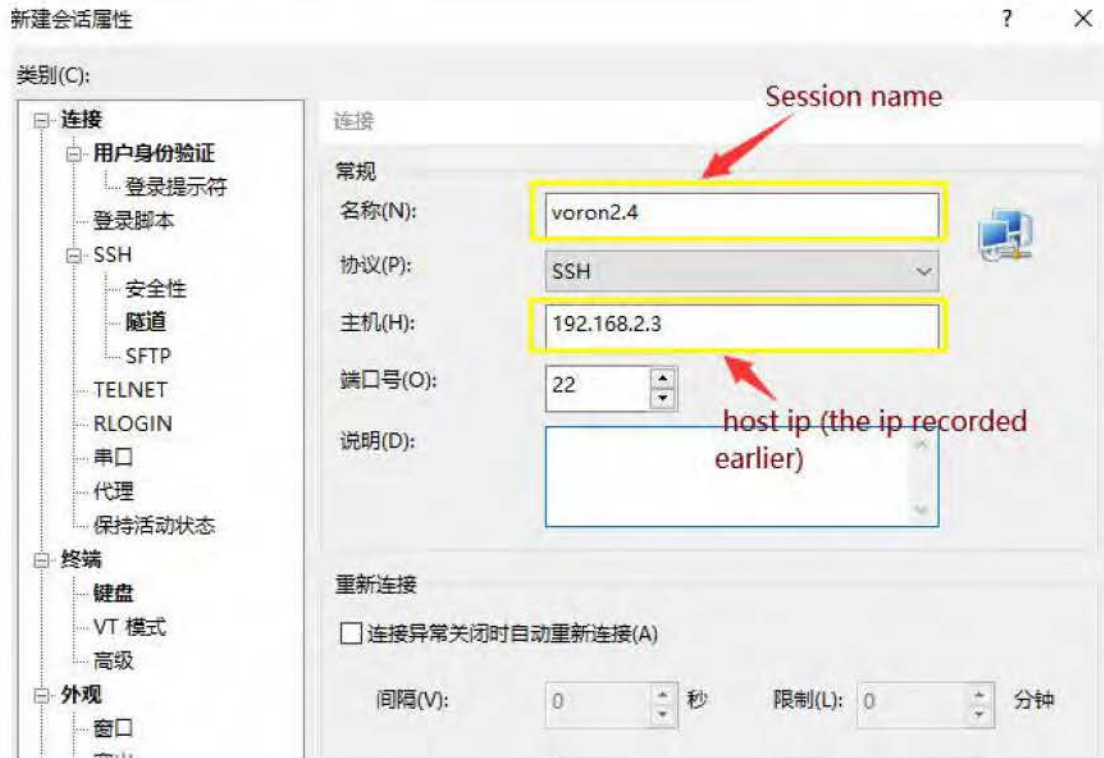 新建会话属性
?
类别(C):
连接
用户身份验证
登录提示符
登录脚本
SSH
安全性
隧道
SFTP
TELNET
RLOGIN
串口
代理
保持活动状态
终端
键盘
VT 模式
高级
外观
窗口
连接
Session name
常规
名称(N):
voron2.4
协议(P):
SSH
主机(H):
192.168.2.3
端口号(O):
22
host ip (the ip recorded
earlier)
说明(D):
重新连接
连接异常关闭时自动重新连接(A)
间隔(V): 0 秒 限制(L): 0 分钟